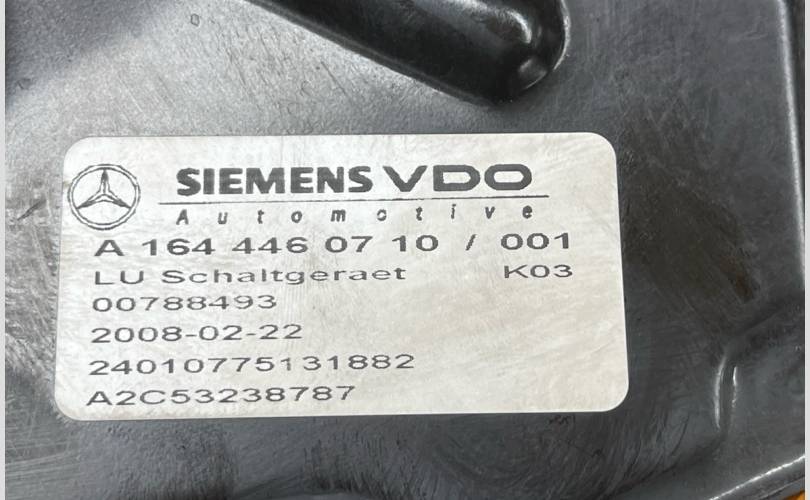 SIEMENS VDO
Automotive
A 164 446 07 10 / 001
LU Schaltgeraet K03
00788493
2008-02-22
24010775131882
A2C53238787